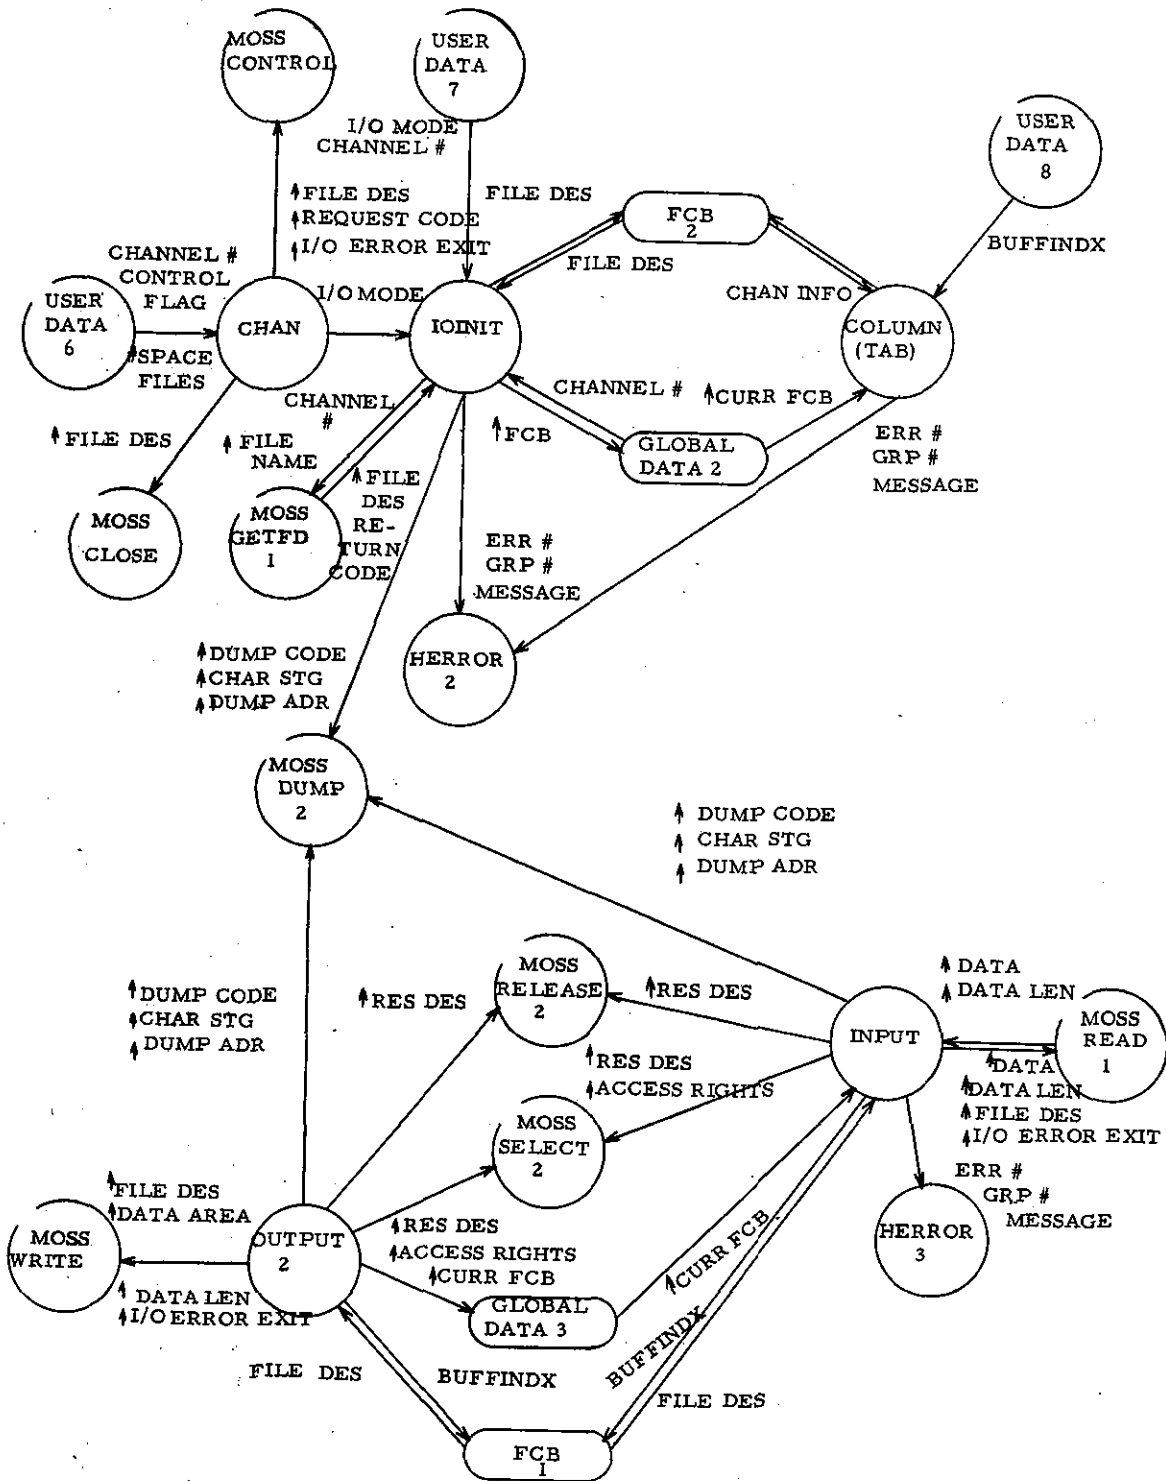 MOSS
CONTROL
USER
DATA
7
USER
DATA
8
I/O MODE
CHANNEL #
↑FILE DES
↑REQUEST CODE
↑I/O ERROR EXIT
FILE DES
FCB
2
BUFFINDX
CHANNEL #
CONTROL
FLAG
FILE DES
CHAN INFO
USER
DATA
6
CHAN
I/O MODE
IOINIT
COLUMN
(TAB)
#SPACE
FILES
CHANNEL
#
CHANNEL #
↑CURR FCB
↑FILE DES
↑FILE
NAME
↑FCB
GLOBAL
DATA 2
ERR #
GRP #
MESSAGE
↑FILE
DES
RE-
TURN
CODE
MOSS
CLOSE
MOSS
GETFD
1
ERR #
GRP #
MESSAGE
HERROR
2
↑DUMP CODE
↑CHAR STG
↑DUMP ADR
MOSS
DUMP
2
↑ DUMP CODE
↑ CHAR STG
↑ DUMP ADR
MOSS
RELEASE
2
↑DUMP CODE
↑CHAR STG
↑DUMP ADR
↑RES DES
↑RES DES
↑ DATA
↑ DATA LEN
INPUT
MOSS
READ
1
↑RES DES
↑ACCESS RIGHTS
↑DATA
↑DATA LEN
↑FILE DES
↑I/O ERROR EXIT
MOSS
SELECT
2
ERR #
GRP #
MESSAGE
HERROR
3
↑FILE DES
↑DATA AREA
MOSS
WRITE
OUTPUT
2
↑RES DES
↑ACCESS RIGHTS
↑CURR FCB
↑CURR FCB
↑ DATA LEN
↑I/O ERROR EXIT
GLOBAL
DATA 3
FILE DES
BUFFINDX
BUFFINDX
FILE DES
FCB
1